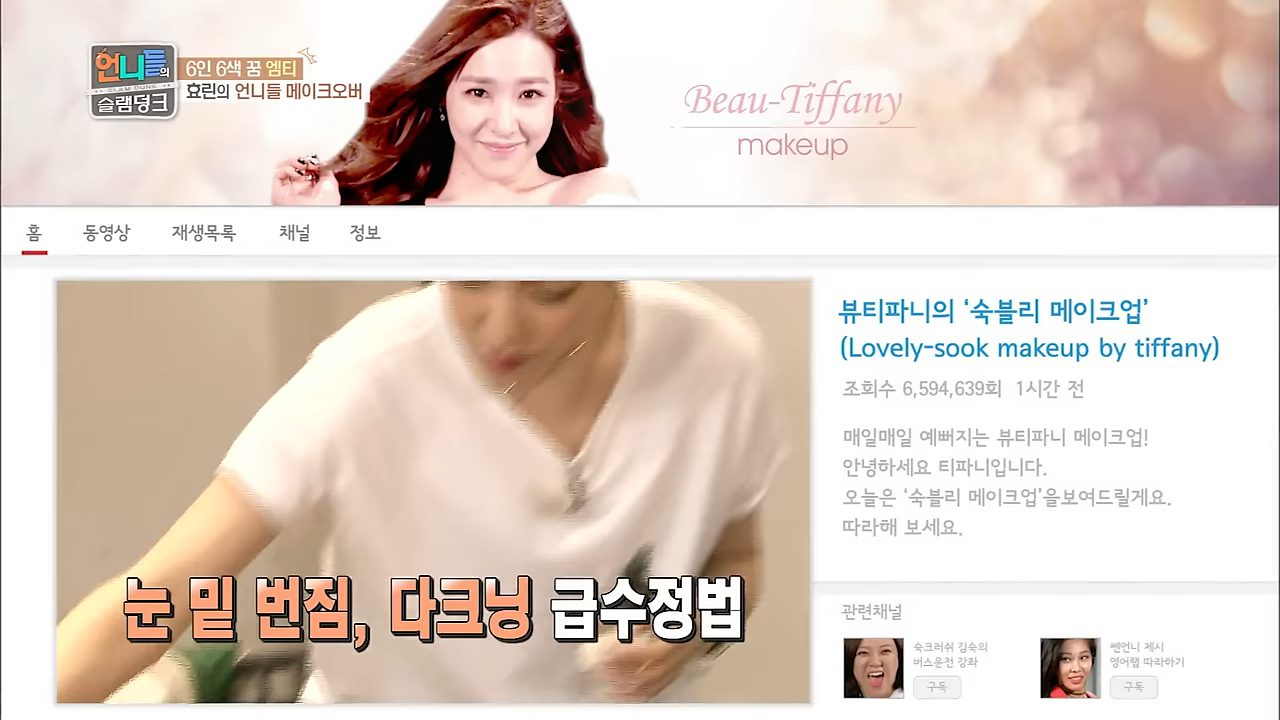 언니들의
SLAM DUNK
슬램덩크
6인 6색 꿈 엠티
효린의 언니들 메이크오버
Beau-Tiffany
makeup
홈 동영상 재생목록 채널 정보
뷰티파니의 ‘숙블리 메이크업’
(Lovely-sook makeup by tiffany)
조회수 6,594,639회 1시간 전
매일매일 예뻐지는 뷰티파니 메이크업!
안녕하세요 티파니입니다.
오늘은 ‘숙블리 메이크업’을보여드릴게요.
따라해 보세요.
눈 밑 번짐, 다크닝 급수정법
관련채널
숙크러쉬 김숙의
버스운전 강좌
구독
쎈언니 제시
영어랩 따라하기
구독